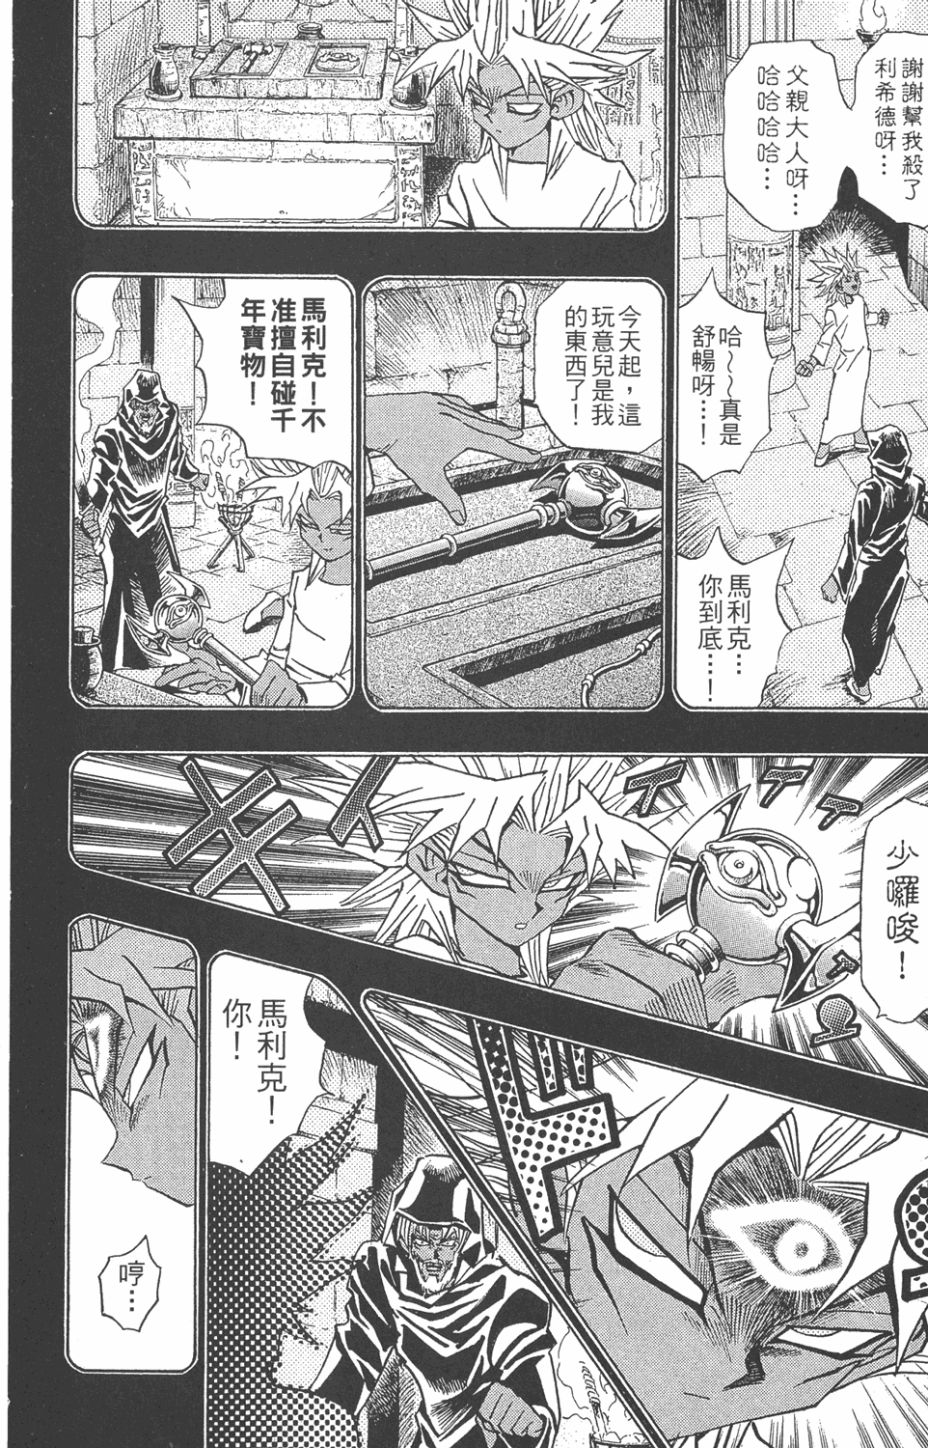 謝謝幫我殺了
利希德呀…
父親大人呀…
哈哈哈哈…
哈～～真是
舒暢呀…！
馬利克…
你到底…！
今天起，這
玩意兒是我
的東西了！
馬利克！不
准擅自碰千
年寶物！
少囉唆！
馬利克！
你！
哼…